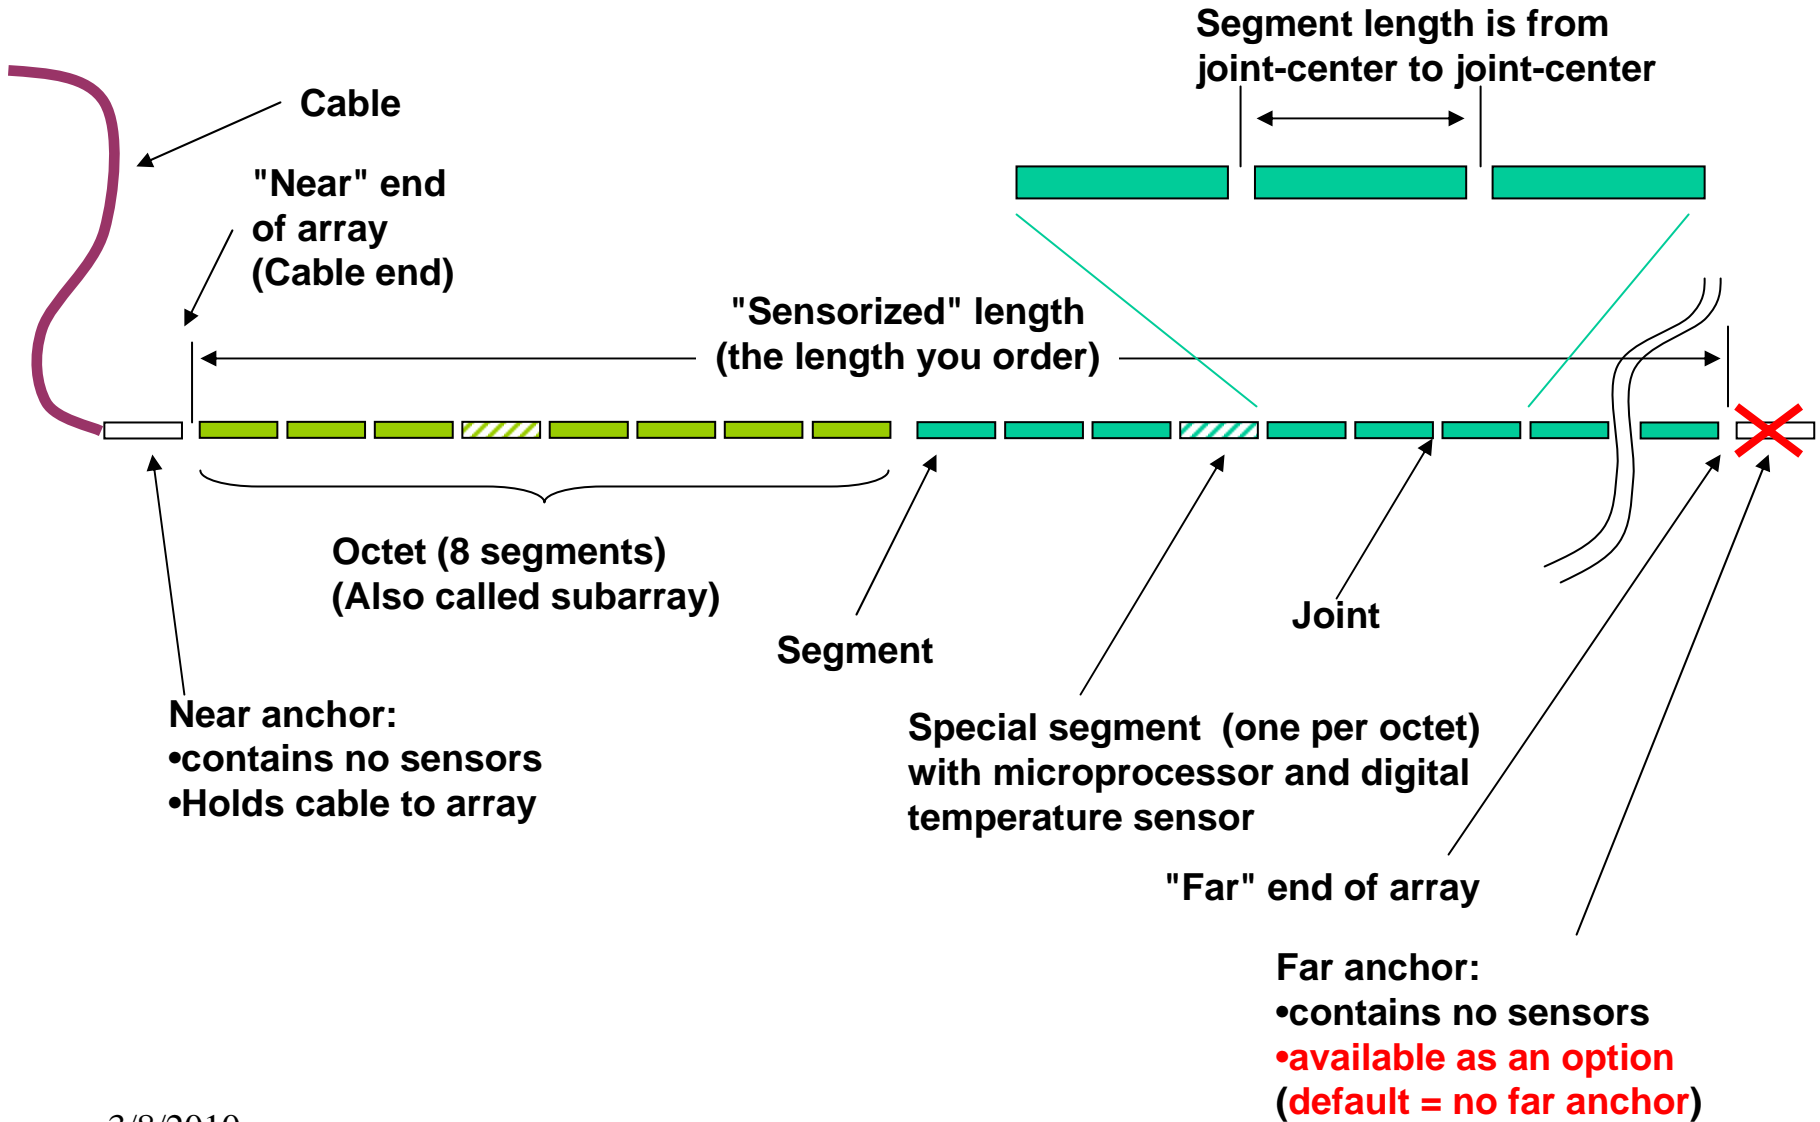 Segment length is from
joint-center to joint-center
Cable
"Near" end
of array
(Cable end)
"Sensorized" length
(the length you order)
Octet (8 segments)
(Also called subarray)
Segment
Joint
Near anchor:
•contains no sensors
•Holds cable to array
Special segment (one per octet)
with microprocessor and digital
temperature sensor
"Far" end of array
Far anchor:
•contains no sensors
•available as an option
(default = no far anchor)